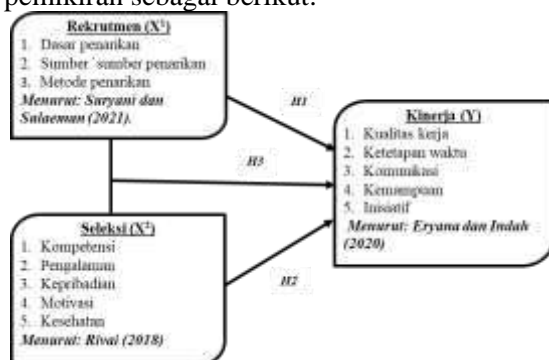 pemikiran sebagai berikut:
Rekrutmen (X¹)
1. Dasar penarikan
2. Sumber-sumber penarikan
3. Metode penarikan
Menurut: Suryani dan
Sulaeman (2021).
H1
H3
Kinerja (Y)
1. Kualitas kerja
2. Ketetapan waktu
3. Komunikasi
4. Kemampuan
5. Inisiatif
Menurut: Eryana dan Indah
(2020)
Seleksi (X²)
1. Kompetensi
2. Pengalaman
3. Kepribadian
4. Motivasi
5. Kesehatan
Menurut: Rivai (2018)
H2